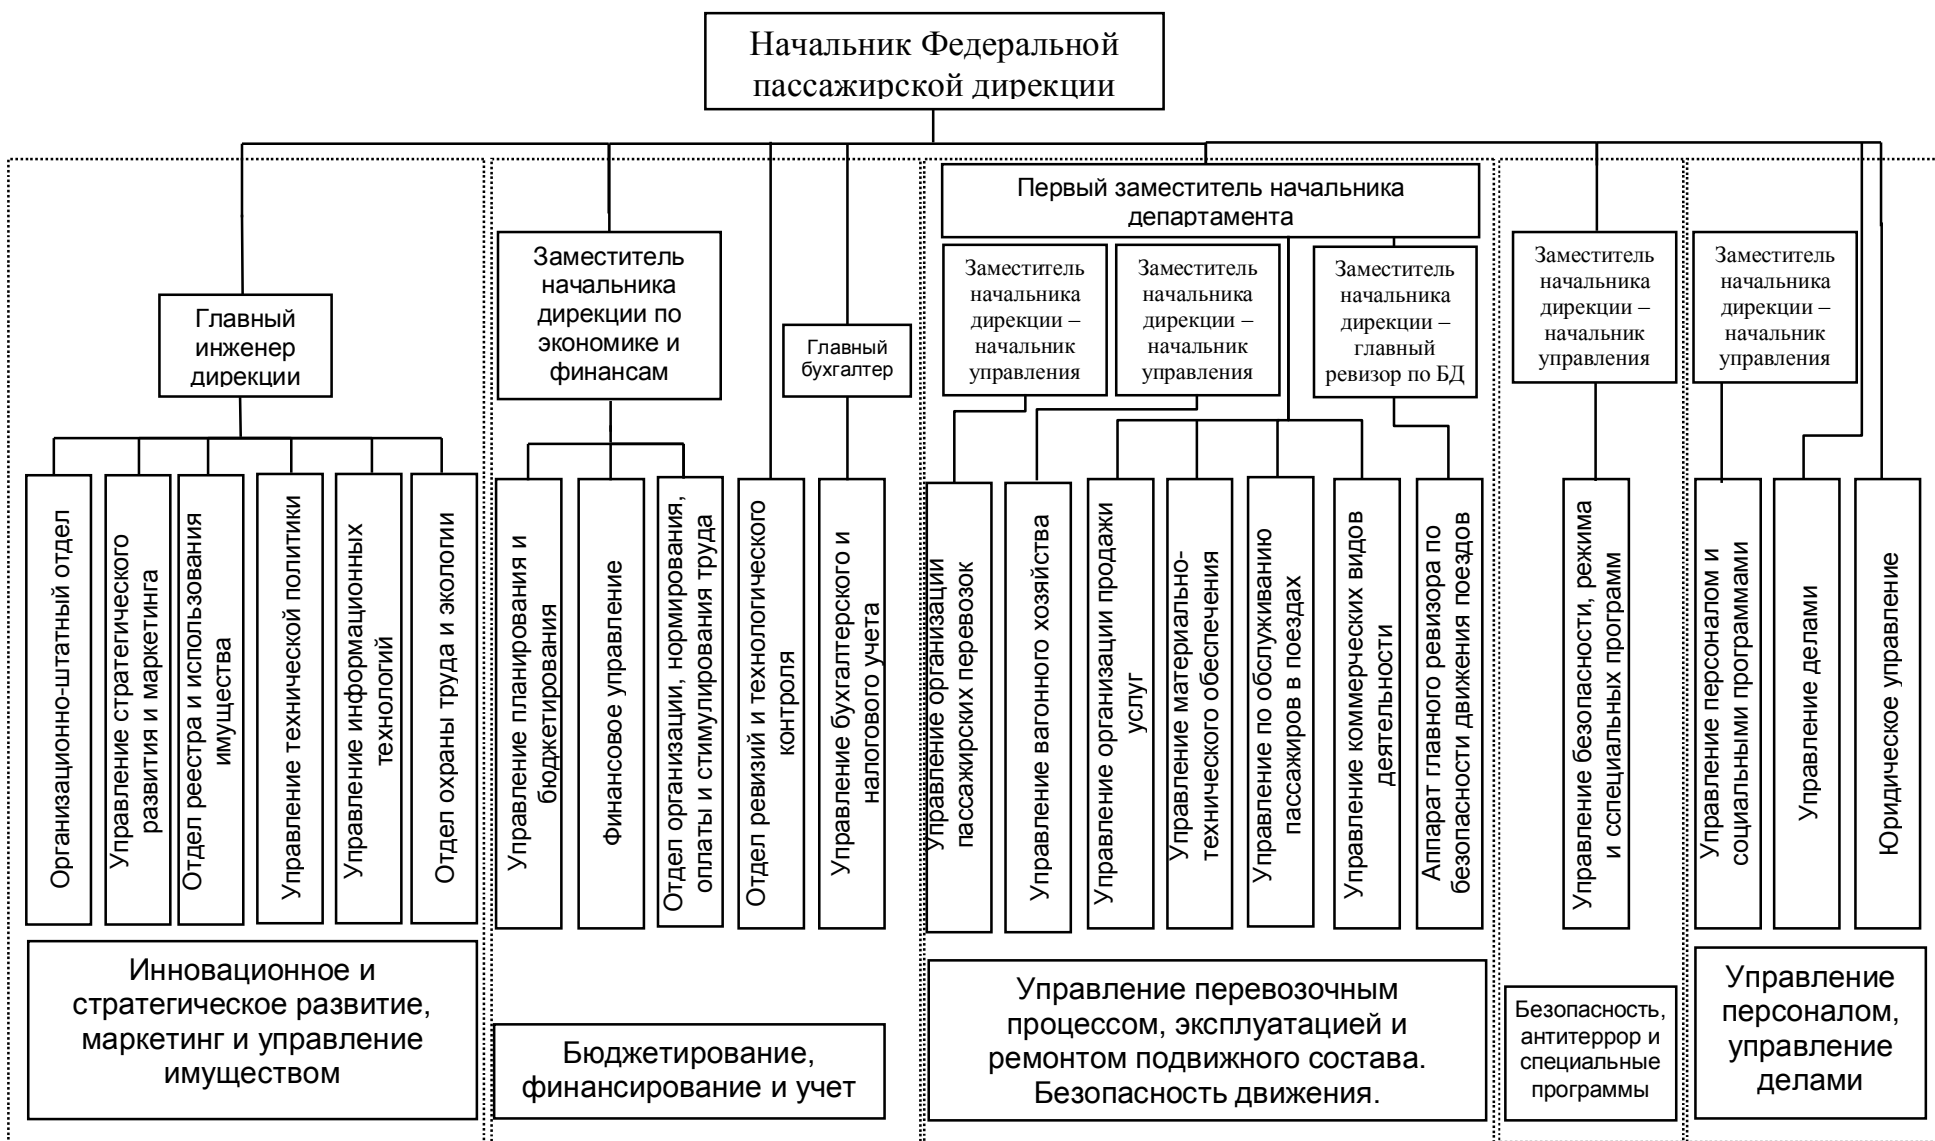 Начальник Федеральной
пассажирской дирекции
Первый заместитель начальника
департамента
Главный
инженер
дирекции
Заместитель
начальника
дирекции по
экономике и
финансам
Главный
бухгалтер
Заместитель
начальника
дирекции –
начальник
управления
Заместитель
начальника
дирекции –
начальник
управления
Заместитель
начальника
дирекции –
главный
ревизор по БД
Заместитель
начальника
дирекции –
начальник
управления
Заместитель
начальника
дирекции –
начальник
управления
Организационно-штатный отдел
Управление стратегического
развития и маркетинга
Отдел реестра и использования
имущества
Управление технической политики
Управление информационных
технологий
Отдел охраны труда и экологии
Управление планирования и
бюджетирования
Финансовое управление
Отдел организации, нормирования,
оплаты и стимулирования труда
Отдел ревизий и технологического
контроля
Управление бухгалтерского и
налогового учета
Управление организации
пассажирских перевозок
Управление вагонного хозяйства
Управление организации продажи
услуг
Управление материально-
технического обеспечения
Управление по обслуживанию
пассажиров в поездах
Управление коммерческих видов
деятельности
Аппарат главного ревизора по
безопасности движения поездов
Управление безопасности, режима
и специальных программ
Управление персоналом и
социальными программами
Управление делами
Юридическое управление
Инновационное и
стратегическое развитие,
маркетинг и управление
имуществом
Бюджетирование,
финансирование и учет
Управление перевозочным
процессом, эксплуатацией и
ремонтом подвижного состава.
Безопасность движения.
Безопасность,
антитеррор и
специальные
программы
Управление
персоналом,
управление
делами